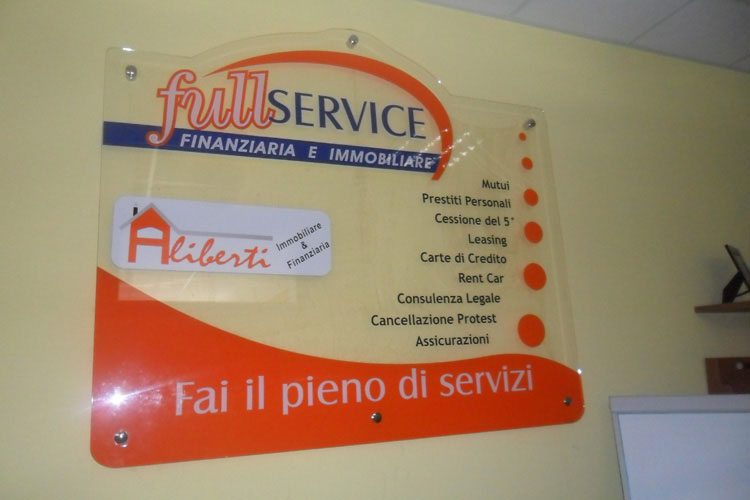 fullSERVICE
FINANZIARIA E IMMOBILIARE
Aliberti
Immobiliare
&
Finanziaria
Mutui
Prestiti Personali
Cessione del 5°
Leasing
Carte di Credito
Rent Car
Consulenza Legale
Cancellazione Protest
Assicurazioni
Fai il pieno di servizi